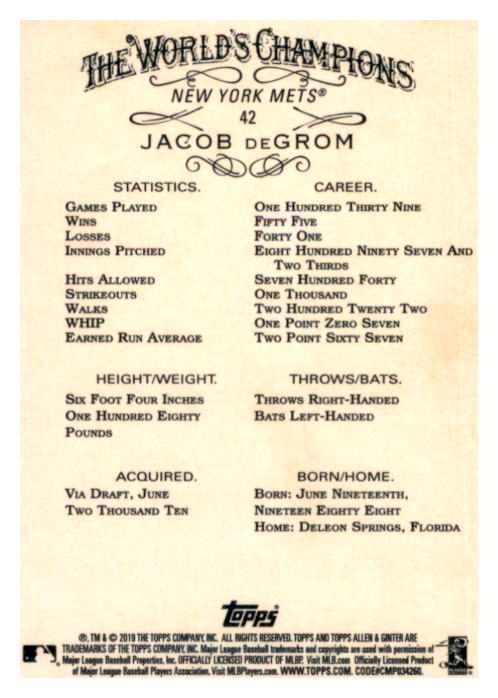 THE WORLD'S CHAMPIONS
NEW YORK METS®
42
JACOB DEGROM
STATISTICS. CAREER.
GAMES PLAYED ONE HUNDRED THIRTY NINE
WINS FIFTY FIVE
LOSSES FORTY ONE
INNINGS PITCHED EIGHT HUNDRED NINETY SEVEN AND
TWO THIRDS
HITS ALLOWED SEVEN HUNDRED FORTY
STRIKEOUTS ONE THOUSAND
WALKS TWO HUNDRED TWENTY TWO
WHIP ONE POINT ZERO SEVEN
EARNED RUN AVERAGE TWO POINT SIXTY SEVEN
HEIGHT/WEIGHT. THROWS/BATS.
SIX FOOT FOUR INCHES THROWS RIGHT-HANDED
ONE HUNDRED EIGHTY BATS LEFT-HANDED
POUNDS
ACQUIRED. BORN/HOME.
VIA DRAFT, JUNE BORN: JUNE NINETEENTH,
TWO THOUSAND TEN NINETEEN EIGHTY EIGHT
HOME: DELEON SPRINGS, FLORIDA
Topps
®, TM & © 2019 THE TOPPS COMPANY, INC. ALL RIGHTS RESERVED. TOPPS AND TOPPS ALLEN & GINTER ARE
TRADEMARKS OF THE TOPPS COMPANY, INC. Major League Baseball trademarks and copyrights are used with permission of
Major League Baseball Properties, Inc. OFFICIALLY LICENSED PRODUCT OF MLBP. Visit MLB.com Officially Licensed Product
of Major League Baseball Players Association. Visit MLBPlayers.com. WWW.TOPPS.COM. CODE#CMP034260.